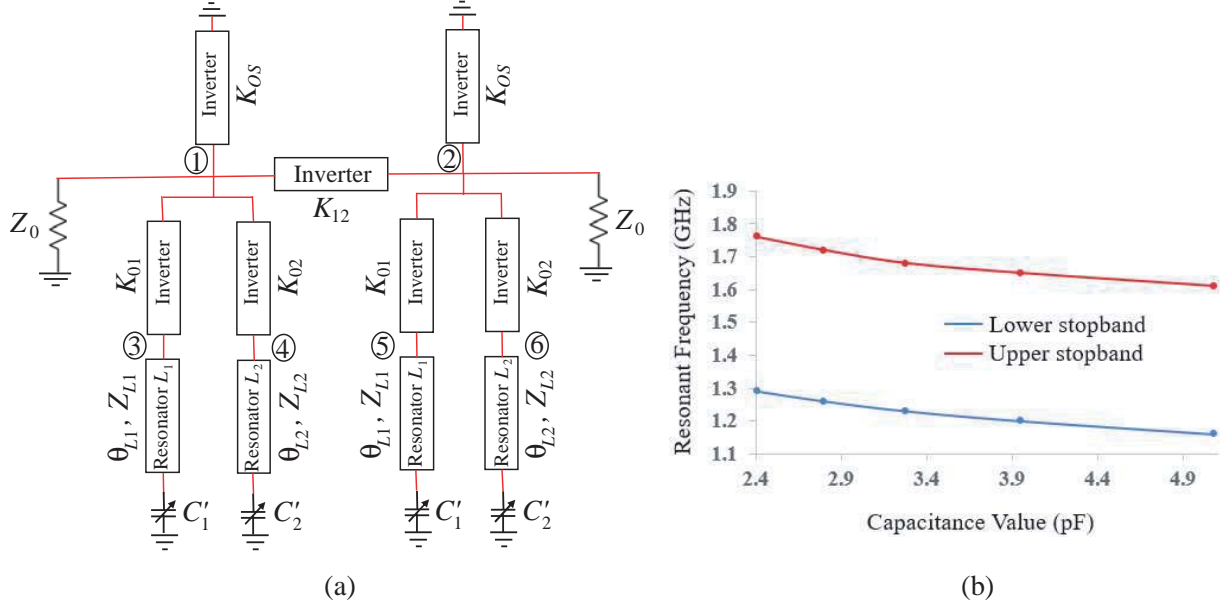 Inverter
K_OS
Inverter
K_OS
① ②
Inverter
K_12
Z_0
Z_0
Inverter
K_01
Inverter
K_02
Inverter
K_01
Inverter
K_02
③ ④ ⑤ ⑥
θ_L1, Z_L1
Resonator L_1
Resonator L_2
θ_L2, Z_L2
θ_L1, Z_L1
Resonator L_1
Resonator L_2
θ_L2, Z_L2
C'_1 C'_2 C'_1 C'_2
(a)
Resonant Frequency (GHz)
1.9
1.8
1.7
1.6
1.5
1.4
1.3
1.2
1.1
Lower stopband
Upper stopband
2.4 2.9 3.4 3.9 4.4 4.9
Capacitance Value (pF)
(b)